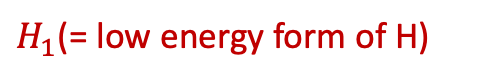 H₁(= low energy form of H)